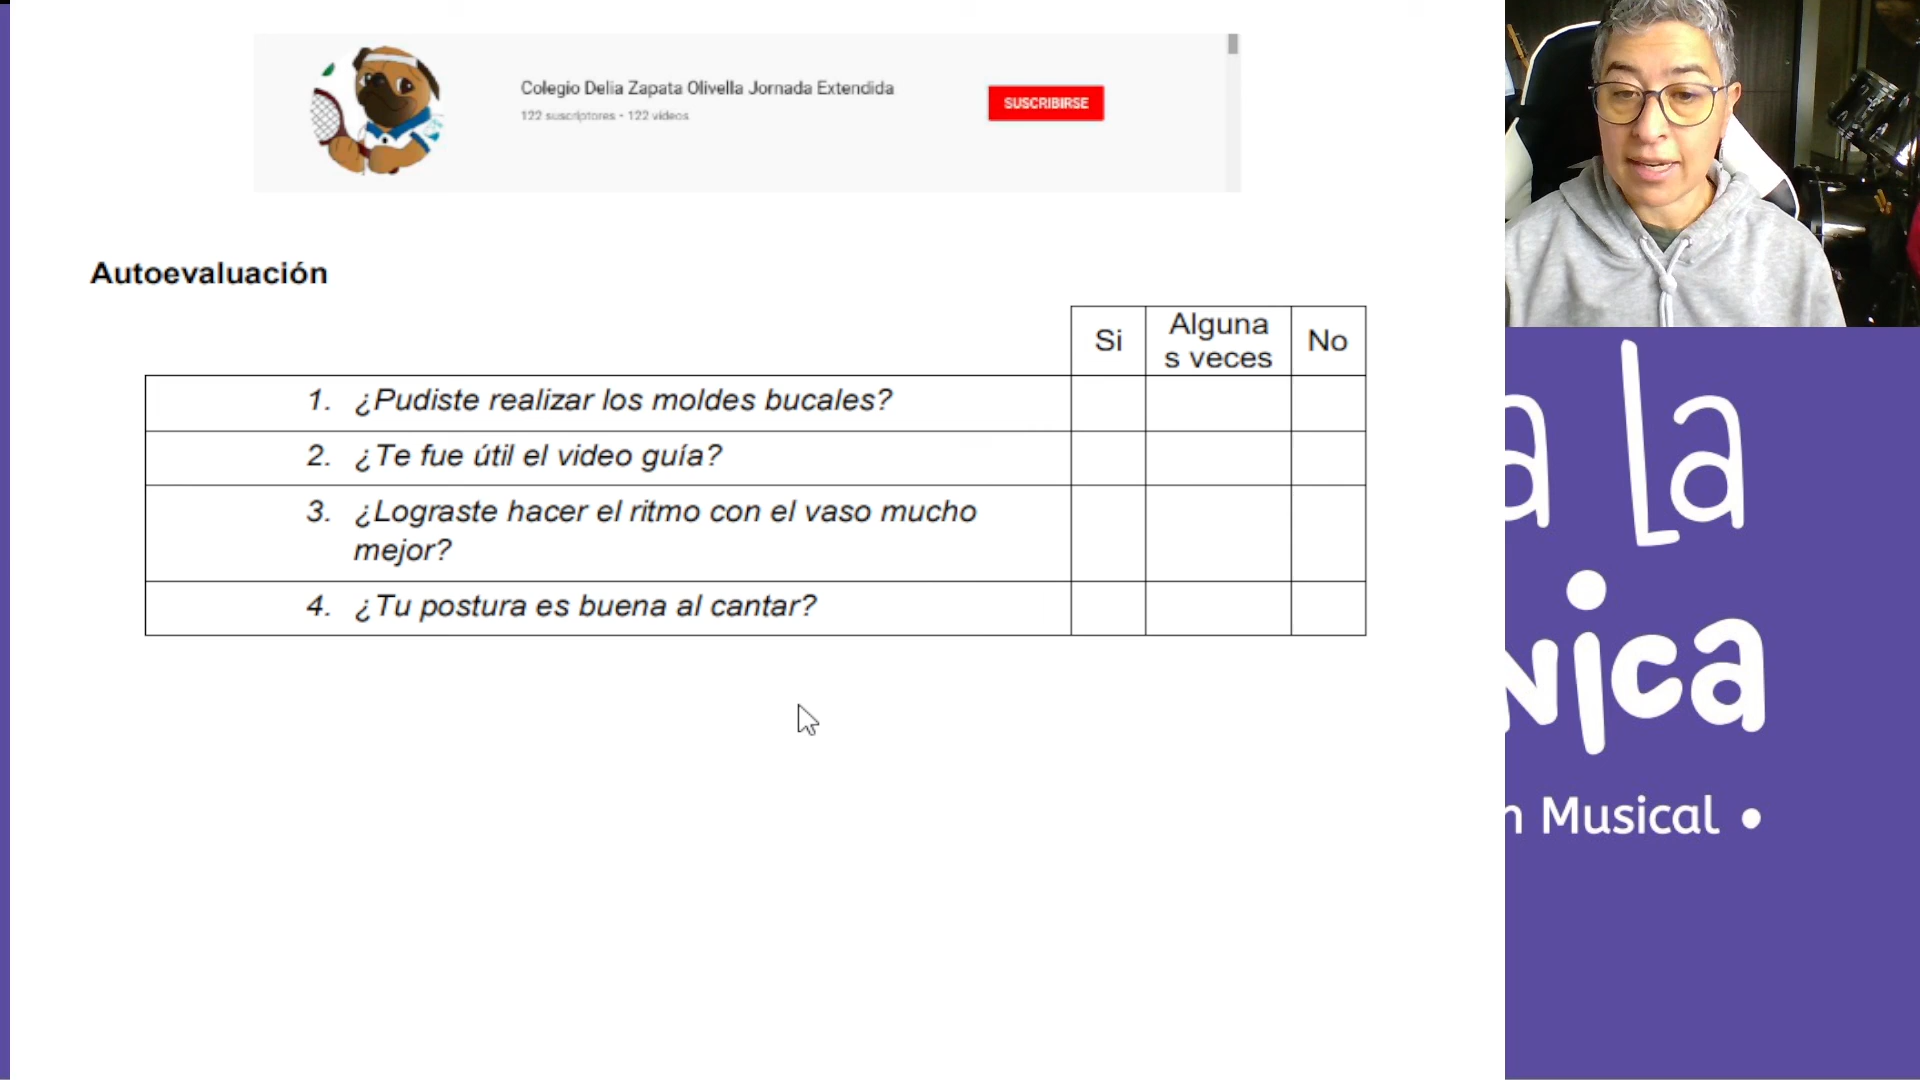 Colegio Delia Zapata Olivella Jornada Extendida
122 suscriptores • 122 videos
SUSCRIBIRSE
Autoevaluación
Si
Alguna
s veces
No
1. ¿Pudiste realizar los moldes bucales?
2. ¿Te fue útil el video guía?
3. ¿Lograste hacer el ritmo con el vaso mucho
mejor?
4. ¿Tu postura es buena al cantar?
a la
nica
n Musical •